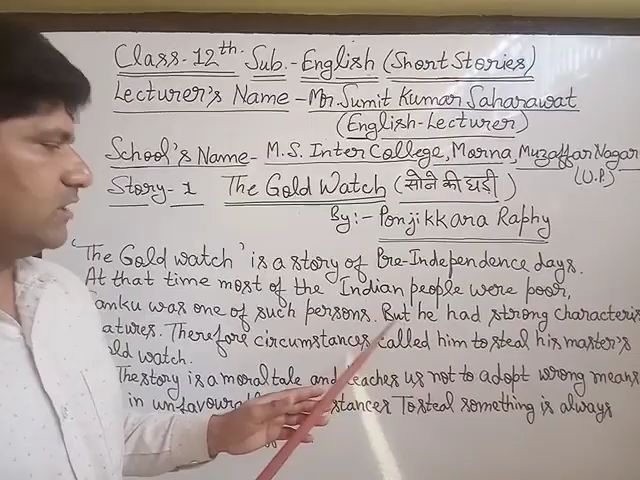 Class-12th. Sub.-English (Short Stories)
Lecturer's Name-Mr. Sumit Kumar Saharawat
(English-Lecturer)
School's Name- M.S. Inter College, Morna, Muzaffar Nagar
(U.P.)
Story-1 The Gold Watch (सोने की घड़ी)
By:- Ponjikkara Raphy
'The Gold watch' is a story of Pre-Independence days.
At that time most of the Indian people were poor,
was one of such persons. But he had strong characteris
atures. Therefore circumstances called him to steal his master's
old watch.
The story is a moral tale and teaches us not to adopt wrong means
in unfavoura stances To steal something is always